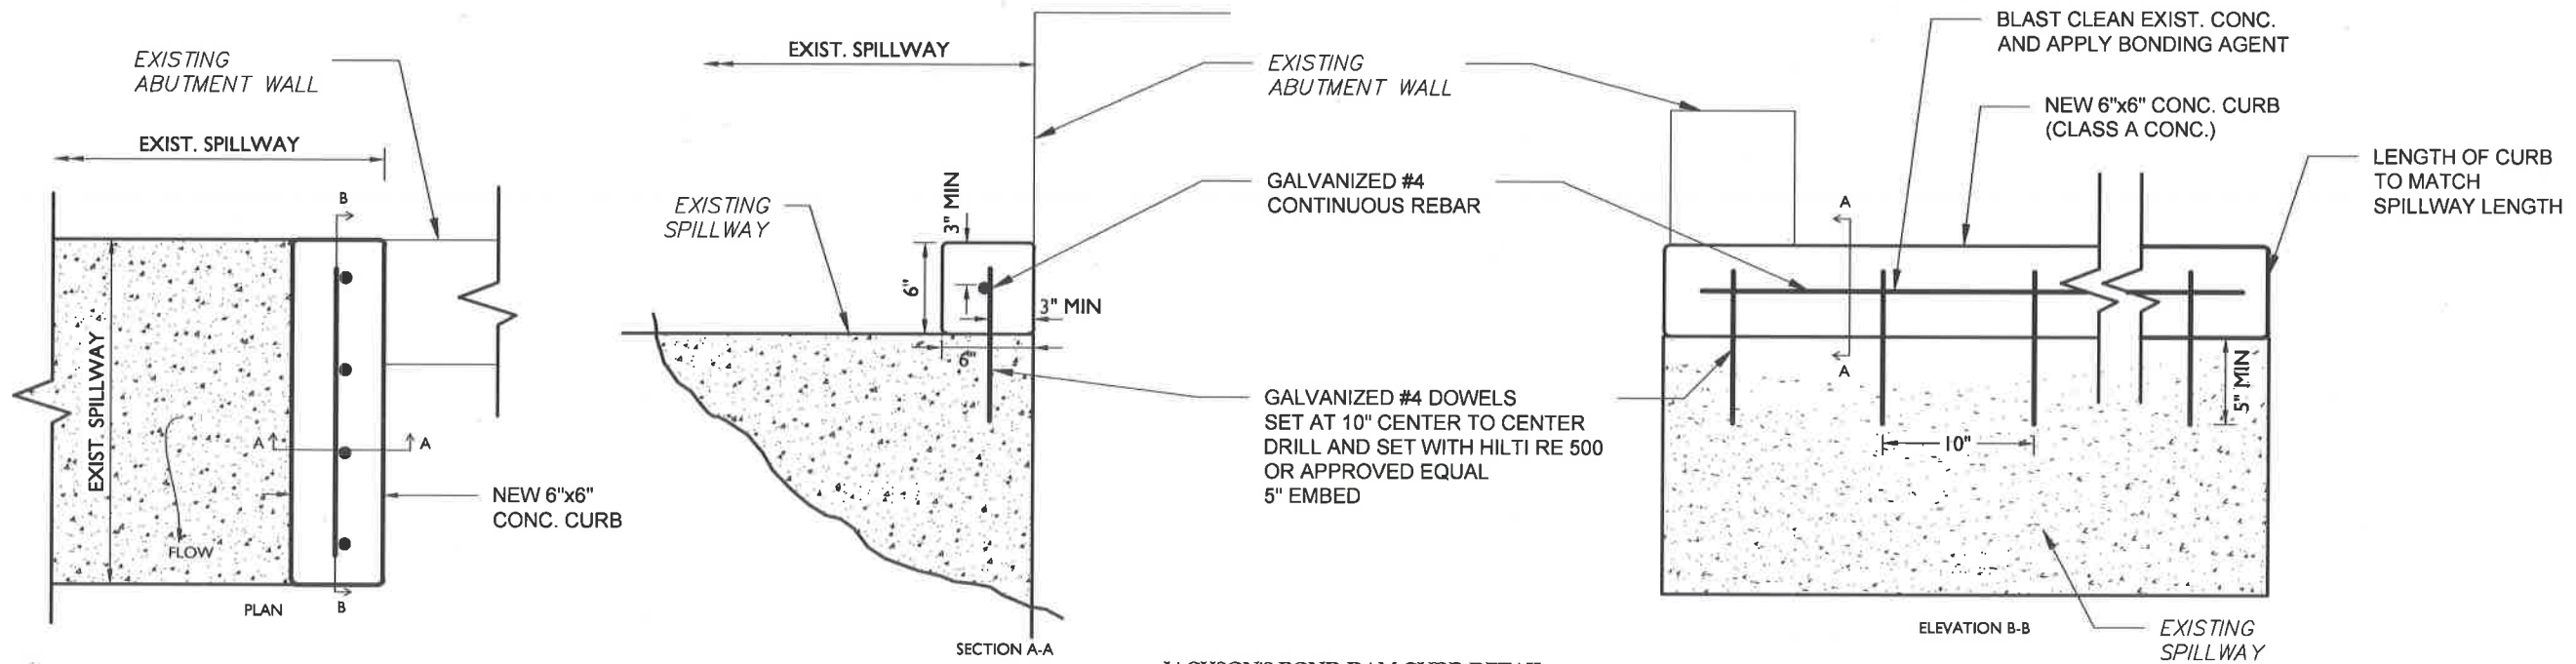 EXISTING
ABUTMENT WALL
EXIST. SPILLWAY
EXIST. SPILLWAY
B
A
A
FLOW
NEW 6"x6"
CONC. CURB
PLAN
B
EXIST. SPILLWAY
EXISTING
SPILLWAY
3" MIN
6"
3" MIN
6"
SECTION A-A
EXISTING
ABUTMENT WALL
GALVANIZED #4
CONTINUOUS REBAR
GALVANIZED #4 DOWELS
SET AT 10" CENTER TO CENTER
DRILL AND SET WITH HILTI RE 500
OR APPROVED EQUAL
5" EMBED
BLAST CLEAN EXIST. CONC.
AND APPLY BONDING AGENT
NEW 6"x6" CONC. CURB
(CLASS A CONC.)
LENGTH OF CURB
TO MATCH
SPILLWAY LENGTH
A
A
5" MIN
10"
ELEVATION B-B
EXISTING
SPILLWAY